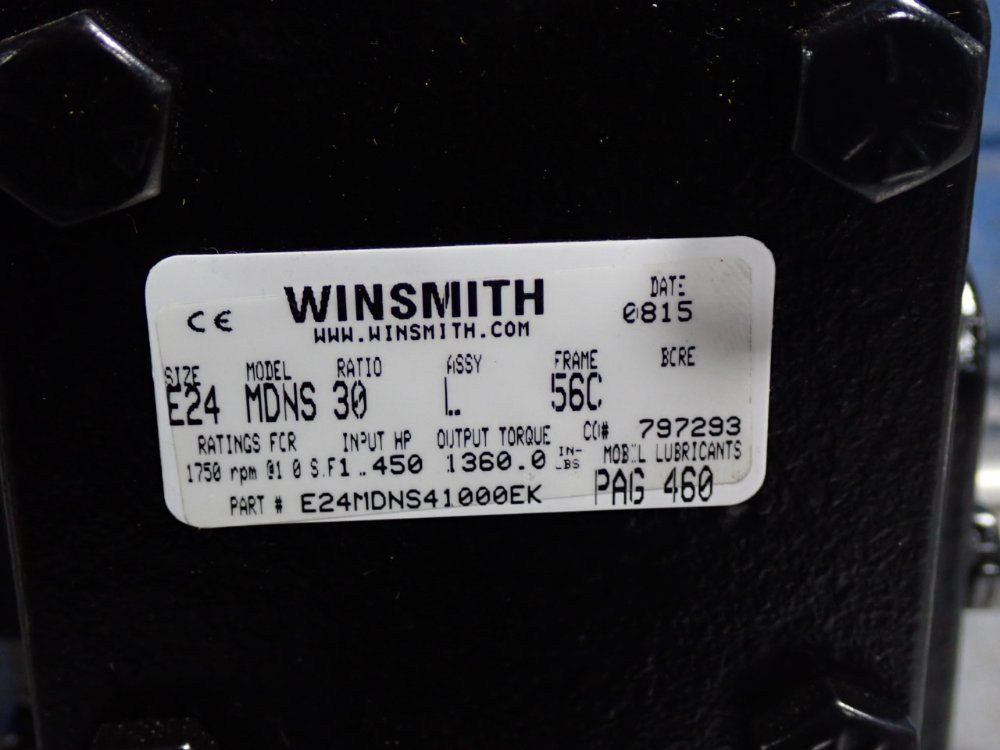 CE WINSMITH DATE
WWW.WINSMITH.COM 0815
SIZE MODEL RATIO ASSY FRAME BORE
E24 MDNS 30 L 56C
RATINGS FOR INPUT HP OUTPUT TORQUE CO# 797293
1750 rpm @1.0 S.F 1.450 1360.0 IN-LBS MOBIL LUBRICANTS
PART # E24MDNS41000EK PAG 460